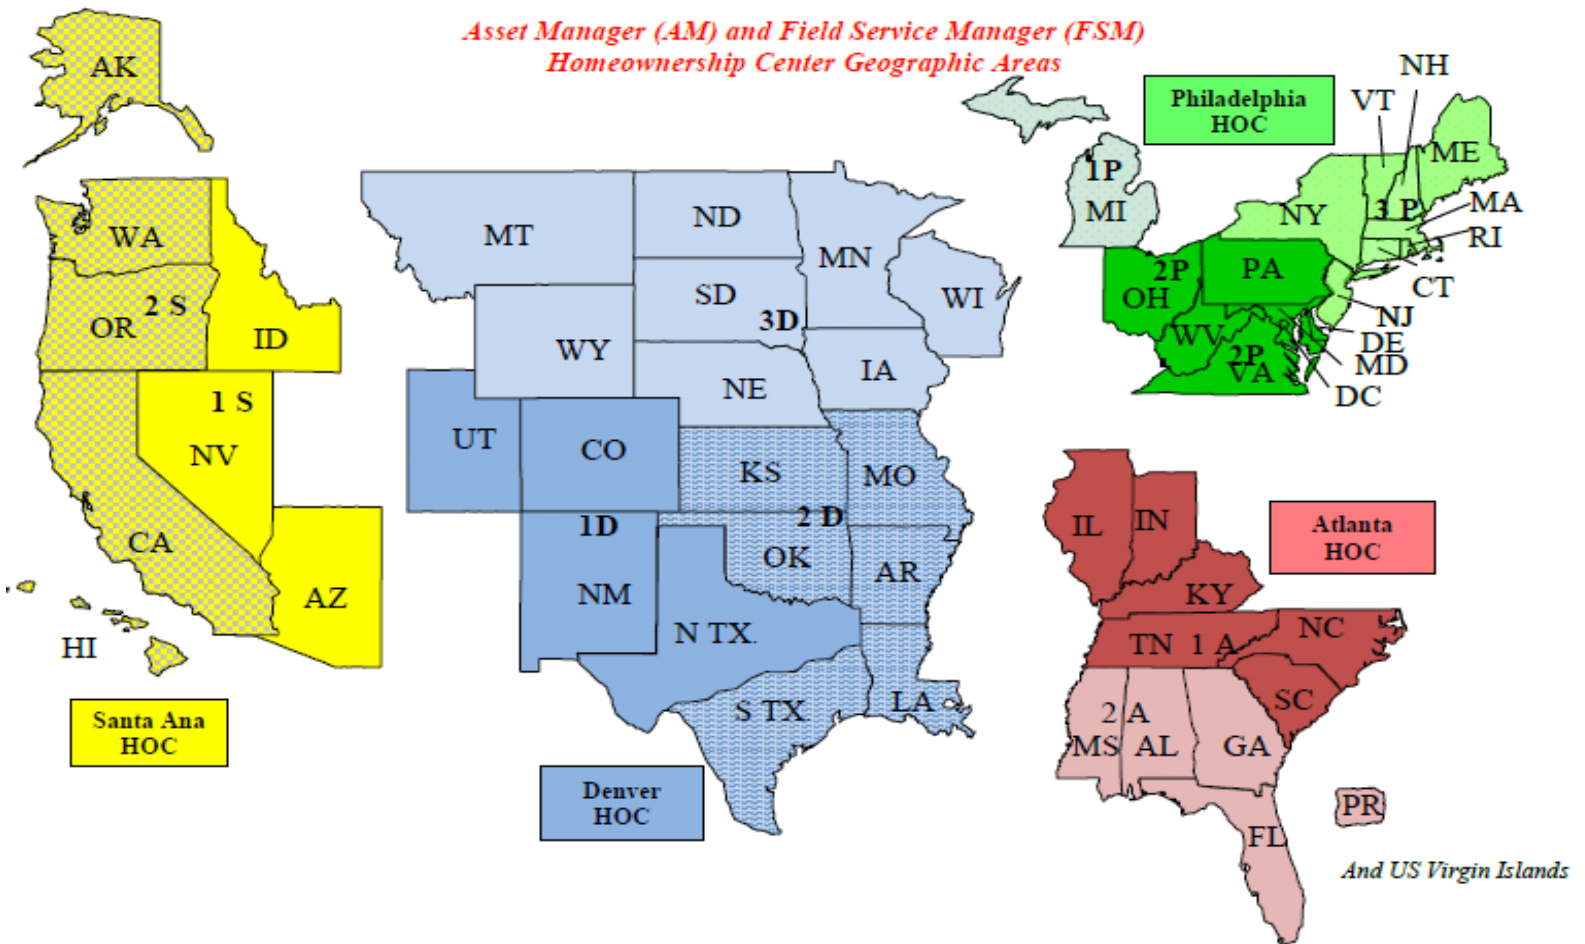 Asset Manager (AM) and Field Service Manager (FSM)
Homeownership Center Geographic Areas
AK
WA
OR
2 S
ID
1 S
NV
CA
AZ
HI
Santa Ana
HOC
MT
ND
MN
SD
3D
WI
WY
NE
IA
UT
CO
KS
MO
1D
2 D
OK
AR
NM
N TX.
S TX
LA
Denver
HOC
Philadelphia
HOC
NH
VT
ME
1P
MI
NY
3 P
MA
RI
CT
2P
OH
PA
NJ
WV
2P
VA
DE
MD
DC
Atlanta
HOC
IL
IN
KY
TN 1 A
NC
SC
2 A
MS
AL
GA
FL
PR
And US Virgin Islands